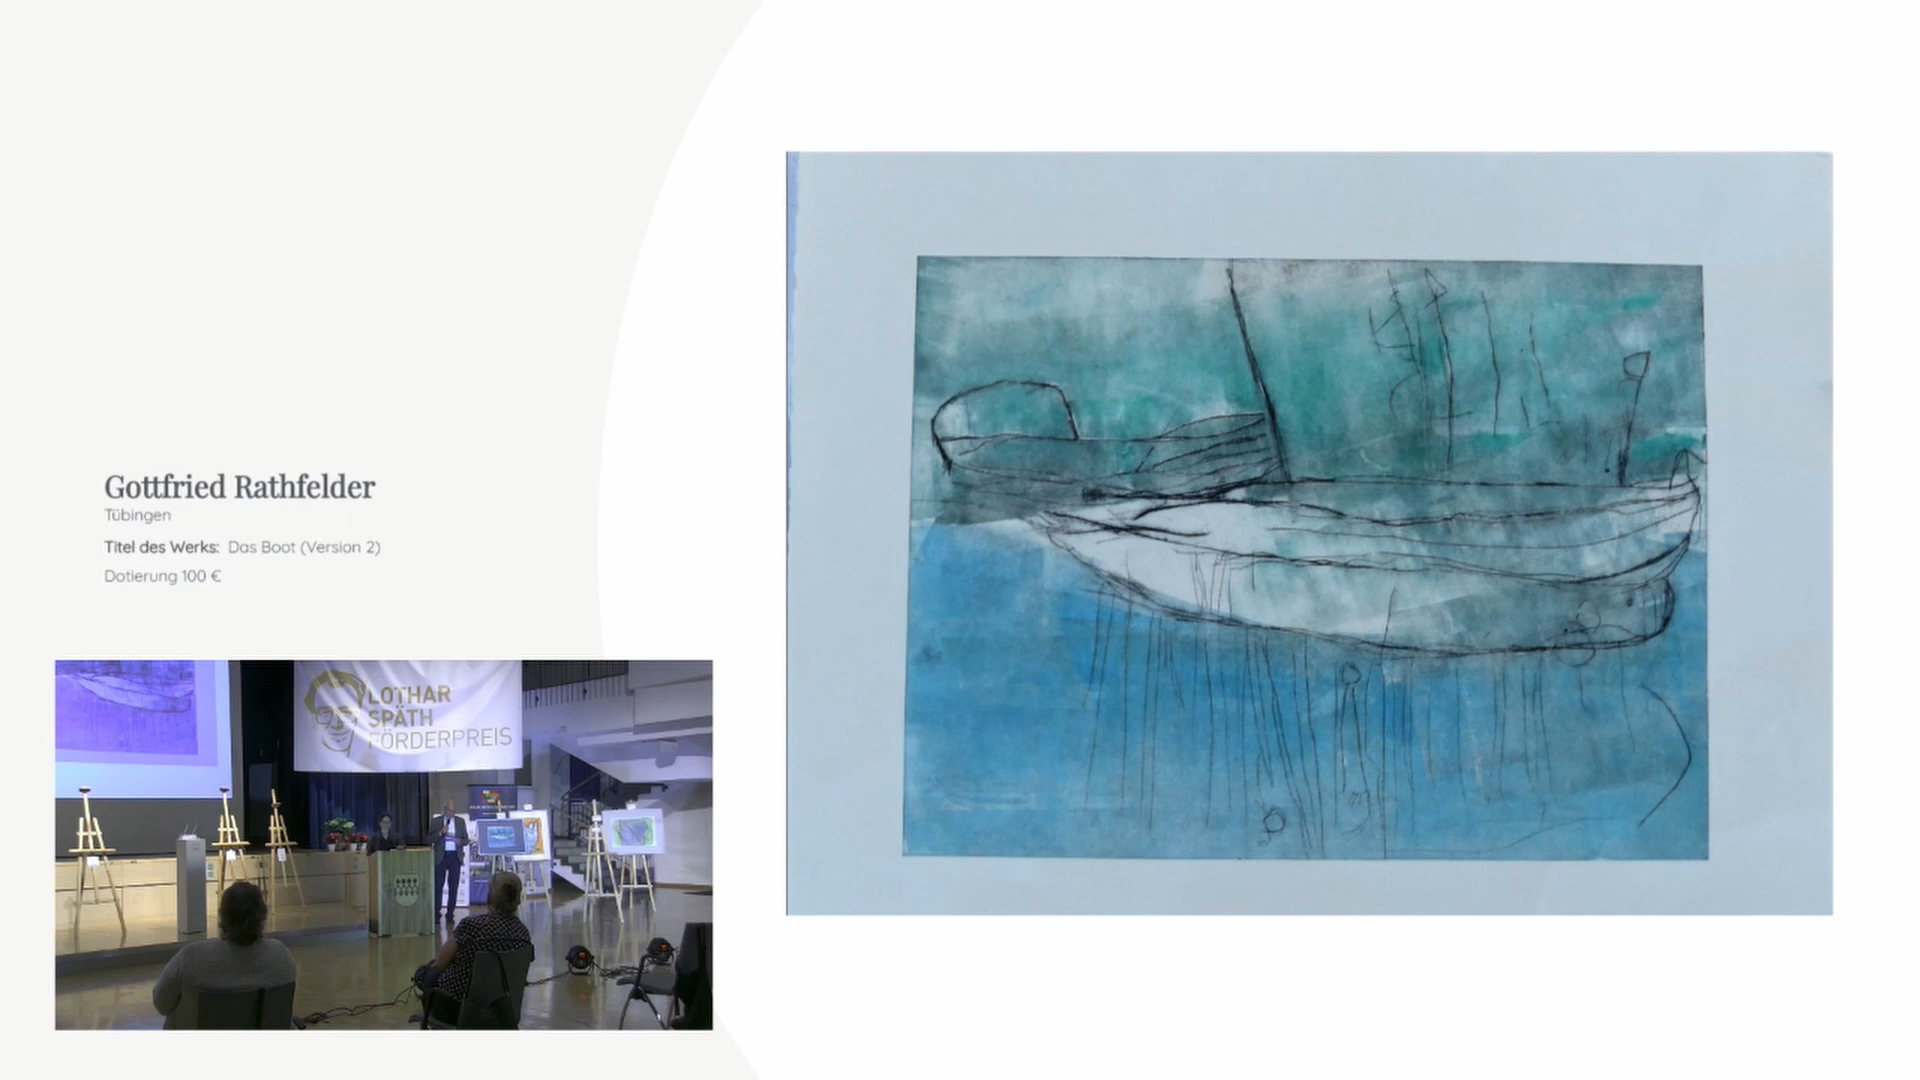 Gottfried Rathfelder
Tübingen
Titel des Werks: Das Boot (Version 2)
Dotierung 100 €
LOTHAR
SPÄTH
FÖRDERPREIS